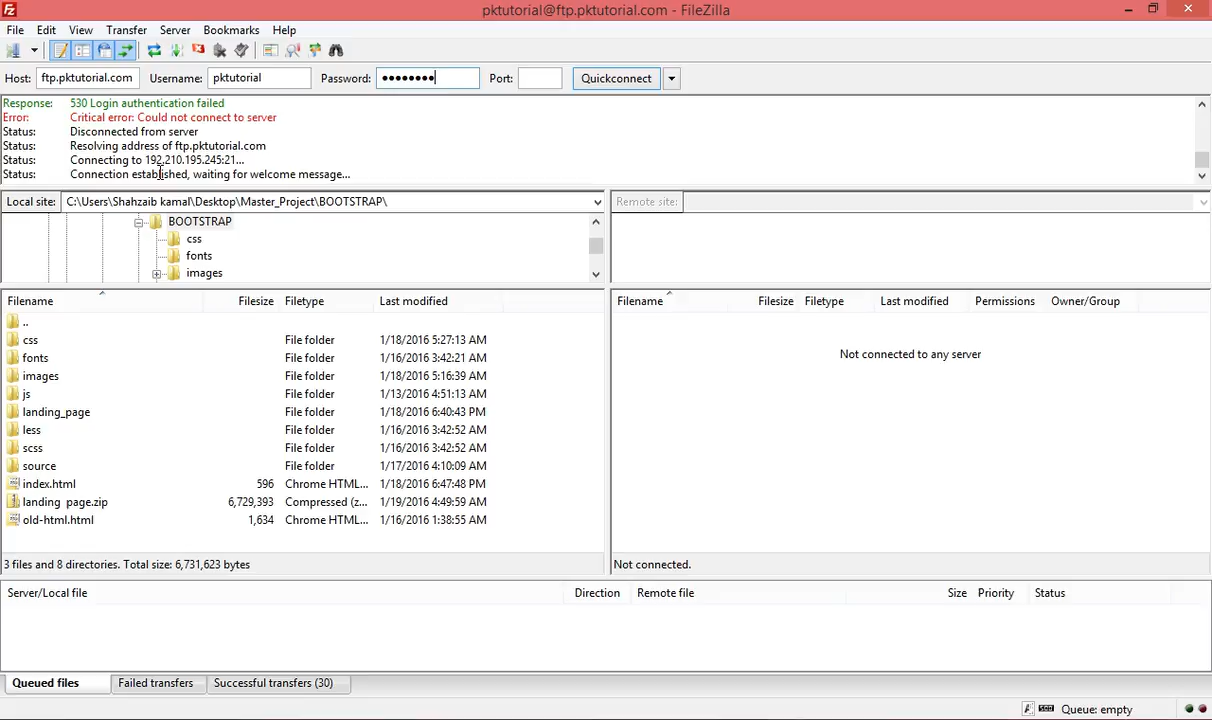 pktutorial@ftp.pktutorial.com - FileZilla
File Edit View Transfer Server Bookmarks Help
Host: ftp.pktutorial.com Username: pktutorial Password: ●●●●●●●● Port: Quickconnect
Response: 530 Login authentication failed
Error: Critical error: Could not connect to server
Status: Disconnected from server
Status: Resolving address of ftp.pktutorial.com
Status: Connecting to 192.210.195.245:21...
Status: Connection established, waiting for welcome message...
Local site: C:\Users\Shahzaib kamal\Desktop\Master_Project\BOOTSTRAP\ Remote site:
BOOTSTRAP
css
fonts
images
Filename Filesize Filetype Last modified Filename Filesize Filetype Last modified Permissions Owner/Group
..
css File folder 1/18/2016 5:27:13 AM
Not connected to any server
fonts File folder 1/16/2016 3:42:21 AM
images File folder 1/18/2016 5:16:39 AM
js File folder 1/13/2016 4:51:13 AM
landing_page File folder 1/18/2016 6:40:43 PM
less File folder 1/16/2016 3:42:52 AM
scss File folder 1/16/2016 3:42:52 AM
source File folder 1/17/2016 4:10:09 AM
index.html 596 Chrome HTML... 1/18/2016 6:47:48 PM
landing page.zip 6,729,393 Compressed (z... 1/19/2016 4:49:59 AM
old-html.html 1,634 Chrome HTML... 1/16/2016 1:38:55 AM
3 files and 8 directories. Total size: 6,731,623 bytes Not connected.
Server/Local file Direction Remote file Size Priority Status
Queued files Failed transfers Successful transfers (30)
Queue: empty